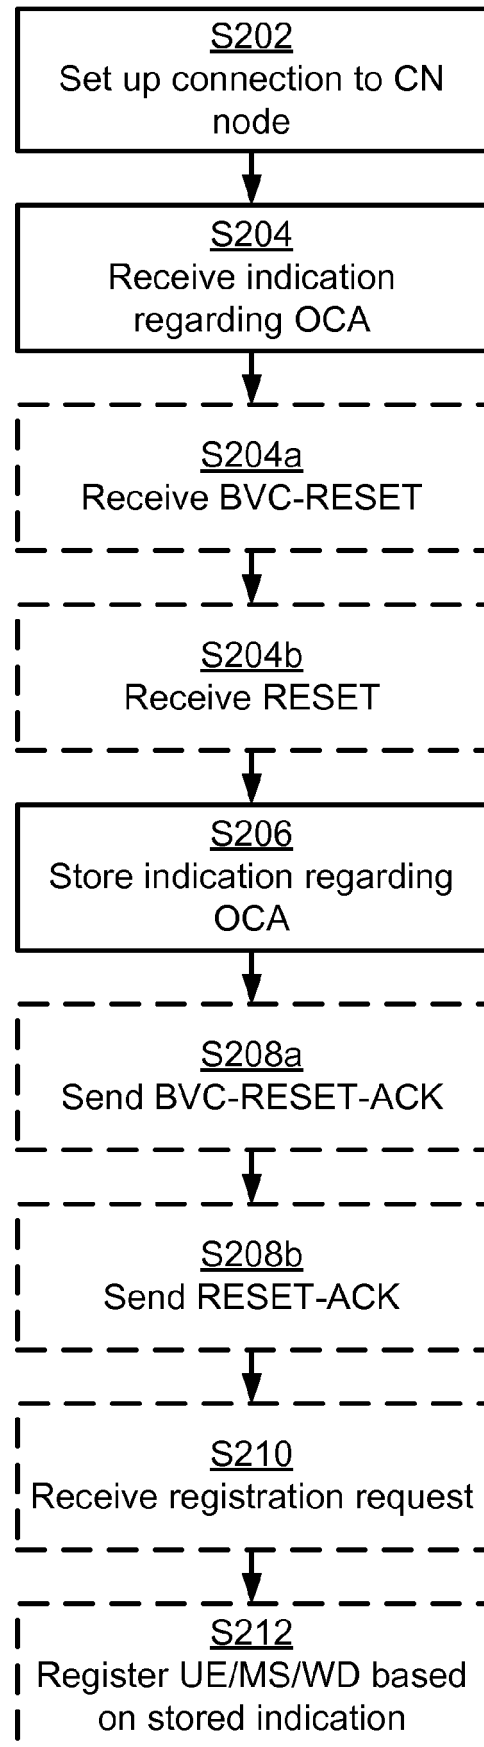 S202
Set up connection to CN
node
S204
Receive indication
regarding OCA
S204a
Receive BVC-RESET
S204b
Receive RESET
S206
Store indication regarding
OCA
S208a
Send BVC-RESET-ACK
S208b
Send RESET-ACK
S210
Receive registration request
S212
Register UE/MS/WD based
on stored indication